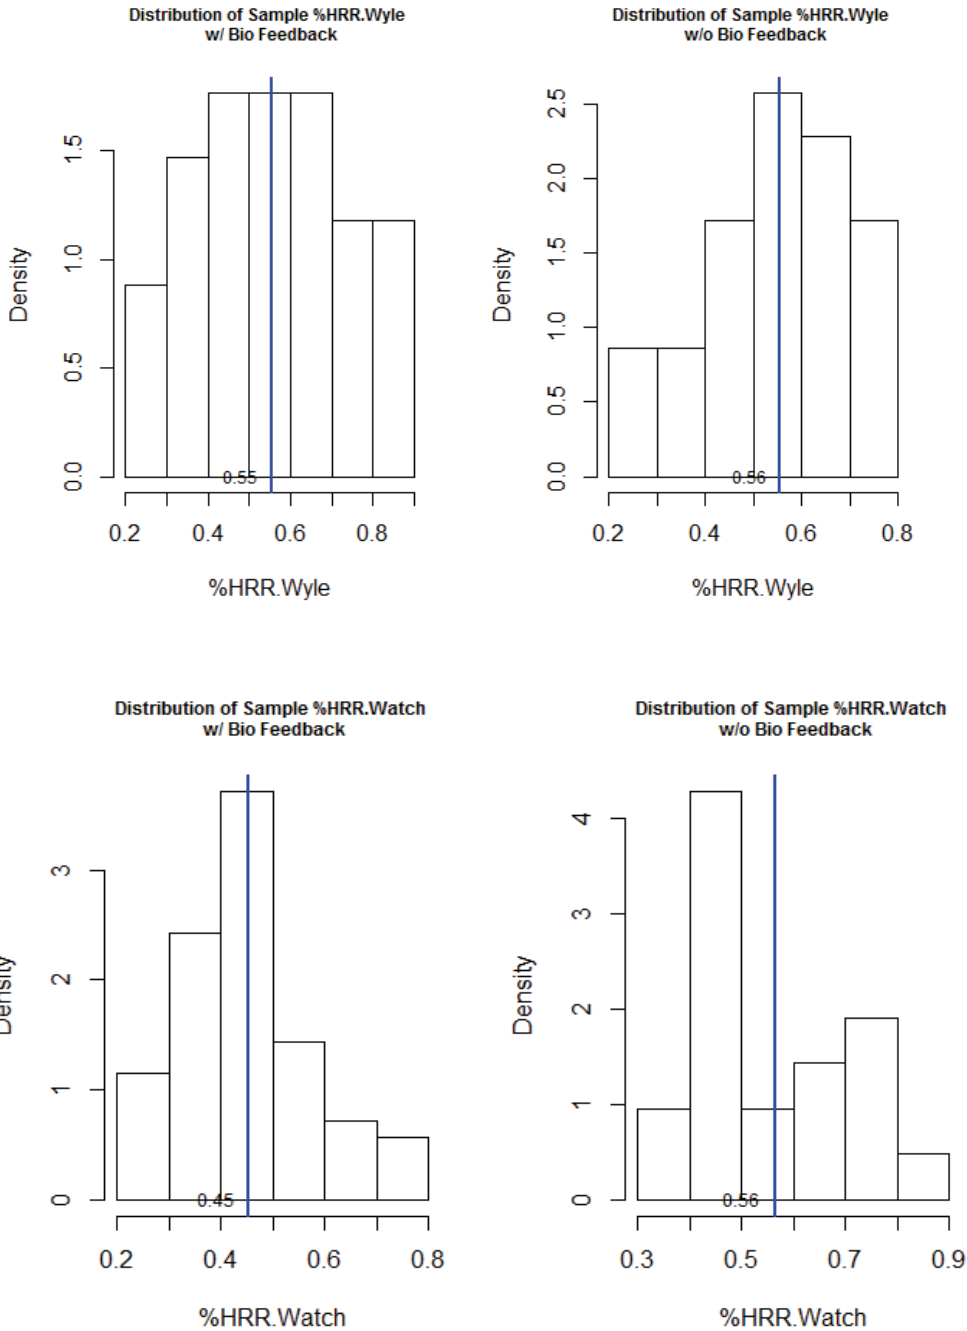 Distribution of Sample %HRR.Wyle
w/ Bio Feedback
Density
0.0 0.5 1.0 1.5
0.55
0.2 0.4 0.6 0.8
%HRR.Wyle
Distribution of Sample %HRR.Wyle
w/o Bio Feedback
Density
0.0 0.5 1.0 1.5 2.0 2.5
0.56
0.2 0.4 0.6 0.8
%HRR.Wyle
Distribution of Sample %HRR.Watch
w/ Bio Feedback
Density
0 1 2 3
0.45
0.2 0.4 0.6 0.8
%HRR.Watch
Distribution of Sample %HRR.Watch
w/o Bio Feedback
Density
0 1 2 3 4
0.56
0.3 0.5 0.7 0.9
%HRR.Watch